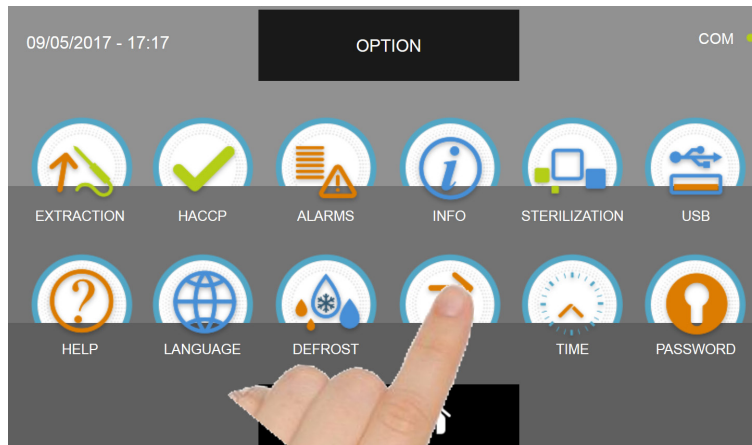 09/05/2017 - 17:17
OPTION
COM
EXTRACTION
HACCP
ALARMS
INFO
STERILIZATION
USB
HELP
LANGUAGE
DEFROST
TIME
PASSWORD